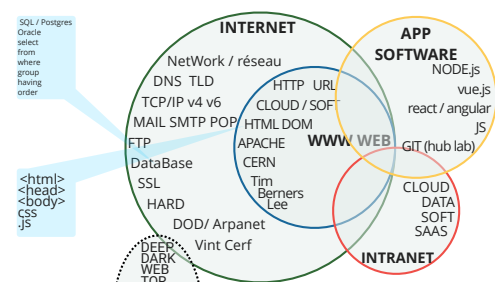 SQL / Postgres
Oracle
select
from
where
group
having
order
<html>
<head>
<body>
css
.js
INTERNET
NetWork / réseau
DNS TLD
TCP/IP v4 v6
MAIL SMTP POP
FTP
DataBase
SSL
HARD
DOD/ Arpanet
Vint Cerf
DEEP
DARK
WEB
TOR
HTTP URL
CLOUD / SOFT
HTML DOM
APACHE
WWW WEB
CERN
Tim
Berners
Lee
APP
SOFTWARE
NODE.js
vue.js
react / angular
JS
GIT (hub lab)
CLOUD
DATA
SOFT
SAAS
INTRANET